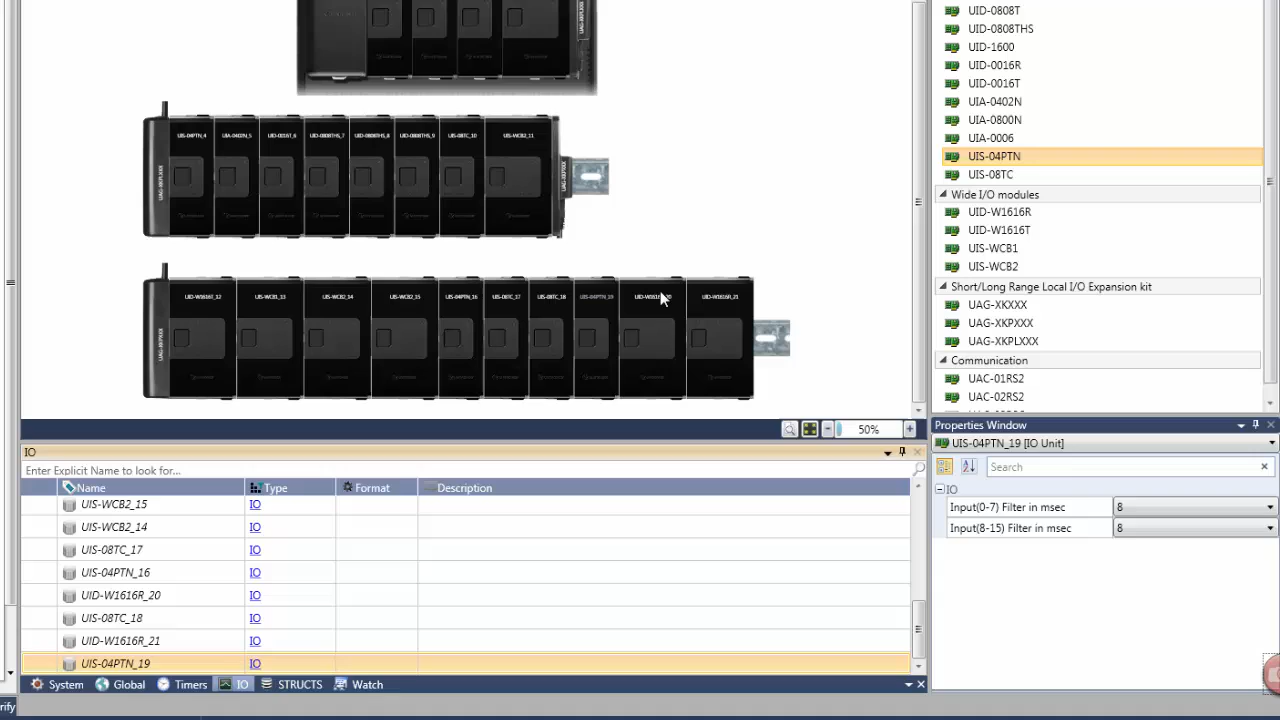 UID-0808T
UID-0808THS
UID-1600
UID-0016R
UID-0016T
UIA-0402N
UIA-0800N
UIA-0006
UIS-04PTN
UIS-08TC
Wide I/O modules
UID-W1616R
UID-W1616T
UIS-WCB1
UIS-WCB2
Short/Long Range Local I/O Expansion kit
UAG-XKXXX
UAG-XKPXXX
UAG-XKPLXXX
Communication
UAC-01RS2
UAC-02RS2
UIS-04PTN_4 UIA-0402N_5 UID-0016T_6 UID-0808THS_7 UID-0808THS_8 UID-0808THS_9 UIS-08TC_10 UIS-WCB2_11
UID-W1616T_12 UIS-WCB1_13 UIS-WCB2_14 UIS-WCB2_15 UIS-04PTN_16 UIS-08TC_17 UIS-08TC_18 UIS-04PTN_19 UID-W1616R_21
50%
IO
Enter Explicit Name to look for...
Name Type Format Description
UIS-WCB2_15 IO
UIS-WCB2_14 IO
UIS-08TC_17 IO
UIS-04PTN_16 IO
UID-W1616R_20 IO
UIS-08TC_18 IO
UID-W1616R_21 IO
UIS-04PTN_19 IO
System Global Timers IO STRUCTS Watch
Properties Window
UIS-04PTN_19 [IO Unit]
Search
IO
Input(0-7) Filter in msec 8
Input(8-15) Filter in msec 8
rify